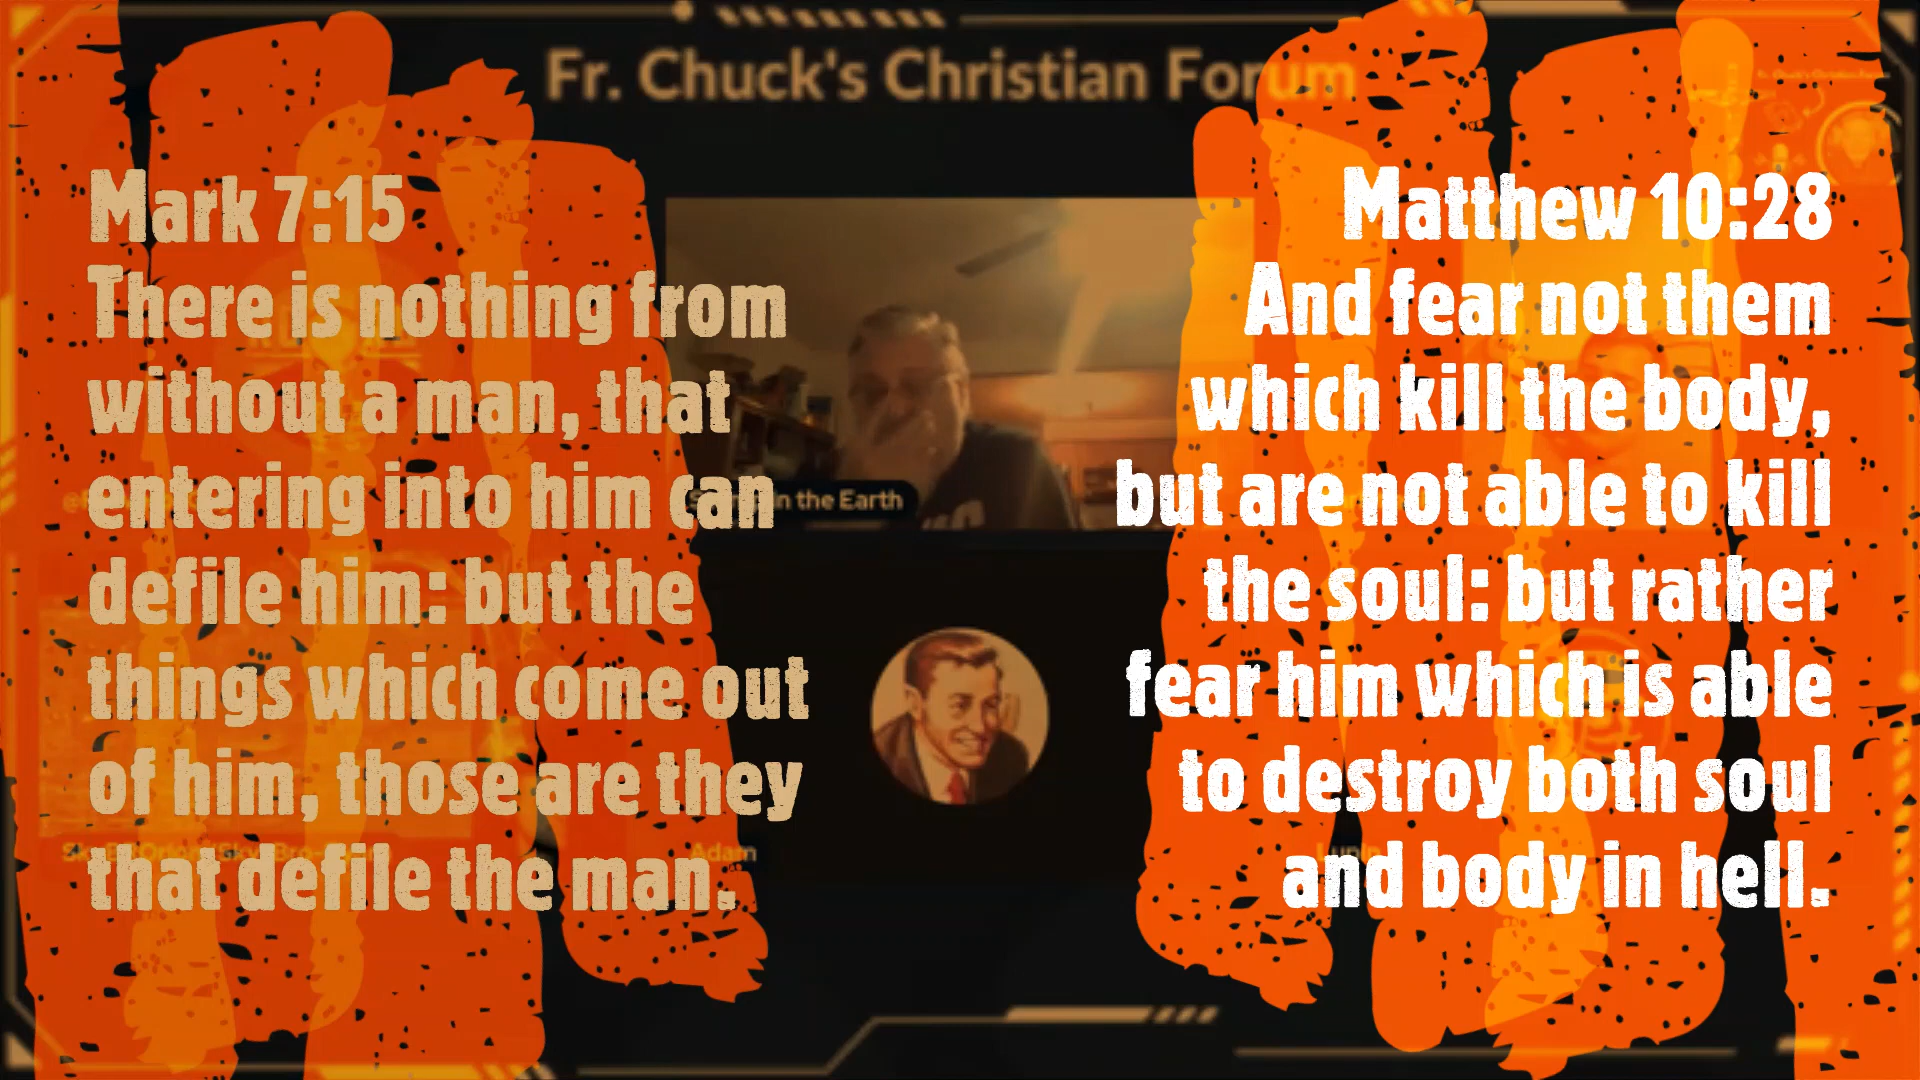 Fr. Chuck's Christian Forum
Mark 7:15
There is nothing from
without a man, that
entering into him can
defile him: but the
things which come out
of him, those are they
that defile the man.
Matthew 10:28
And fear not them
which kill the body,
but are not able to kill
the soul: but rather
fear him which is able
to destroy both soul
and body in hell.
in the Earth
Adam
Lupin